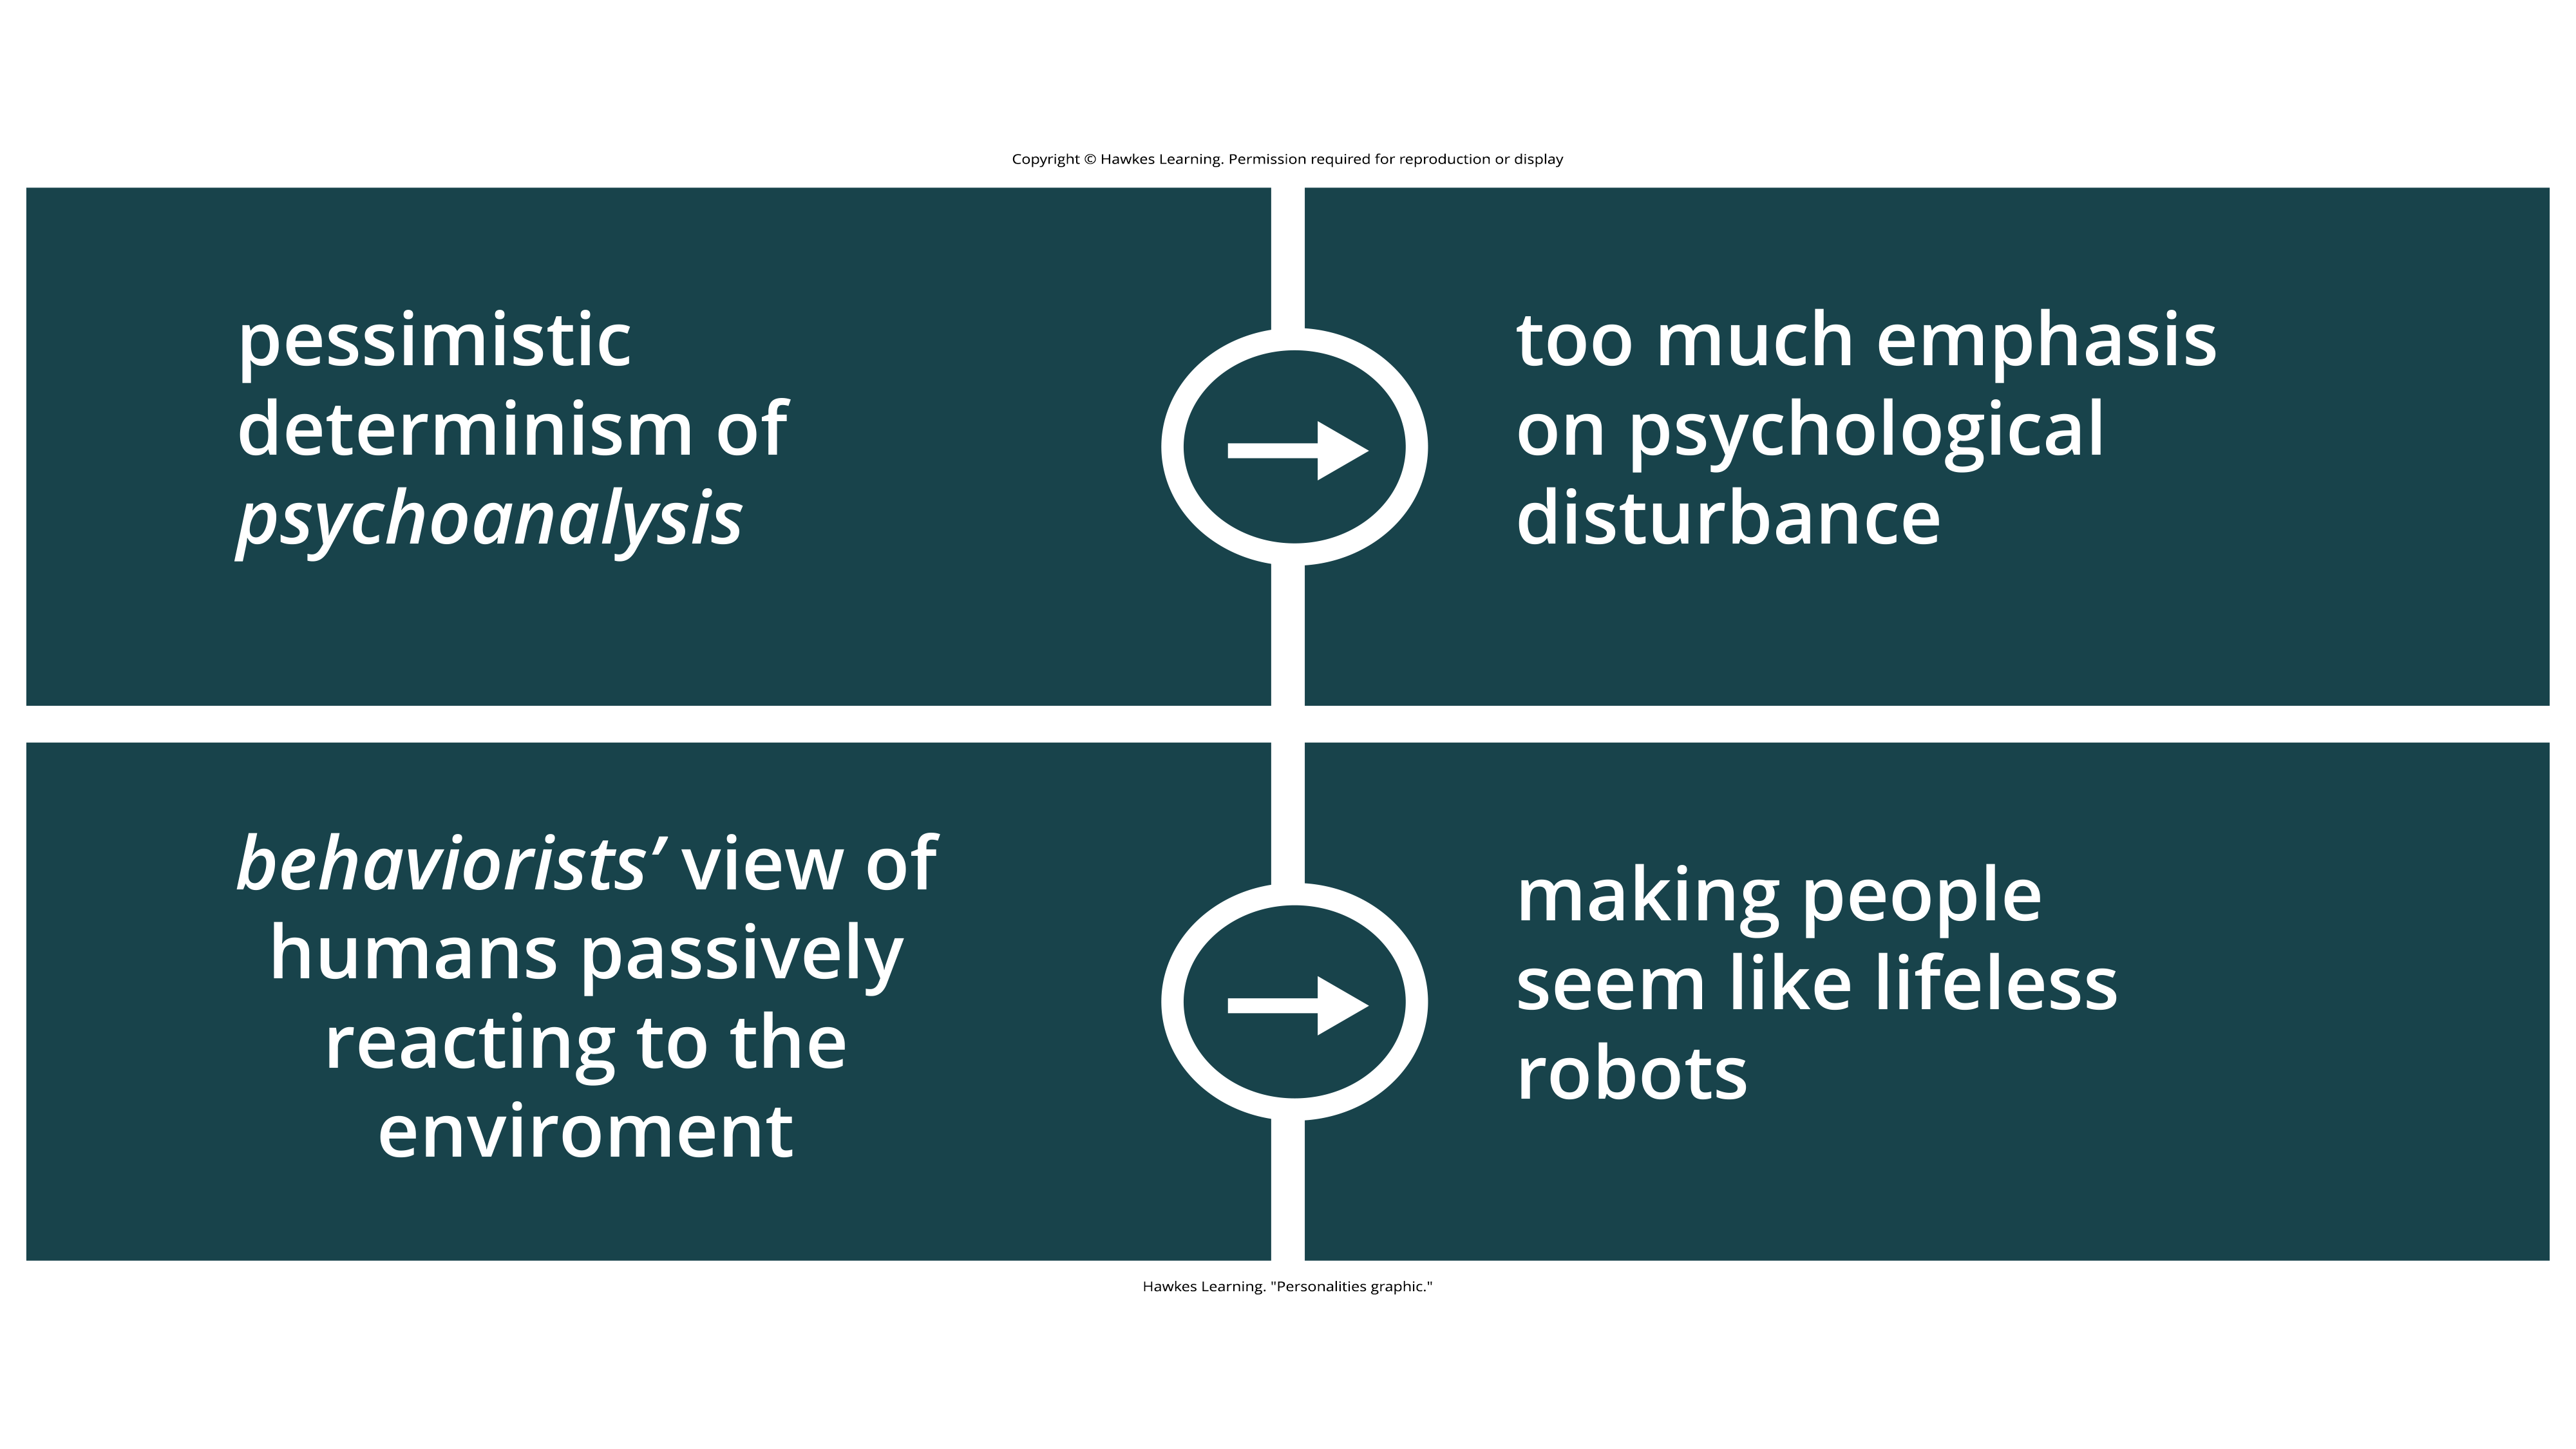 Copyright © Hawkes Learning. Permission required for reproduction or display
pessimistic
determinism of
psychoanalysis
too much emphasis
on psychological
disturbance
behaviorists’ view of
humans passively
reacting to the
enviroment
making people
seem like lifeless
robots
Hawkes Learning. "Personalities graphic."